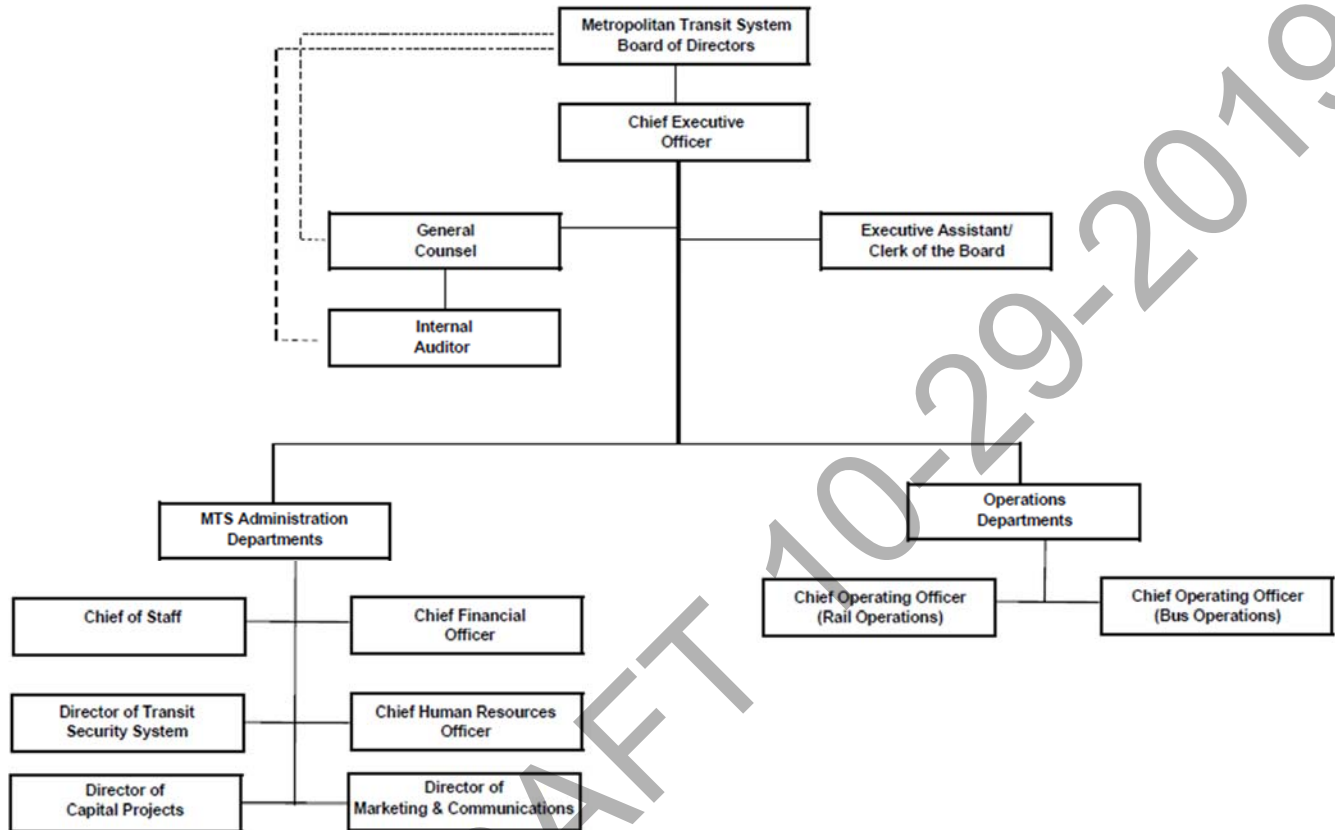 Metropolitan Transit System
Board of Directors
Chief Executive
Officer
General
Counsel
Executive Assistant/
Clerk of the Board
Internal
Auditor
MTS Administration
Departments
Operations
Departments
Chief of Staff
Chief Financial
Officer
Chief Operating Officer
(Rail Operations)
Chief Operating Officer
(Bus Operations)
Director of Transit
Security System
Chief Human Resources
Officer
Director of
Capital Projects
Director of
Marketing & Communications
DRAFT 10-29-2019